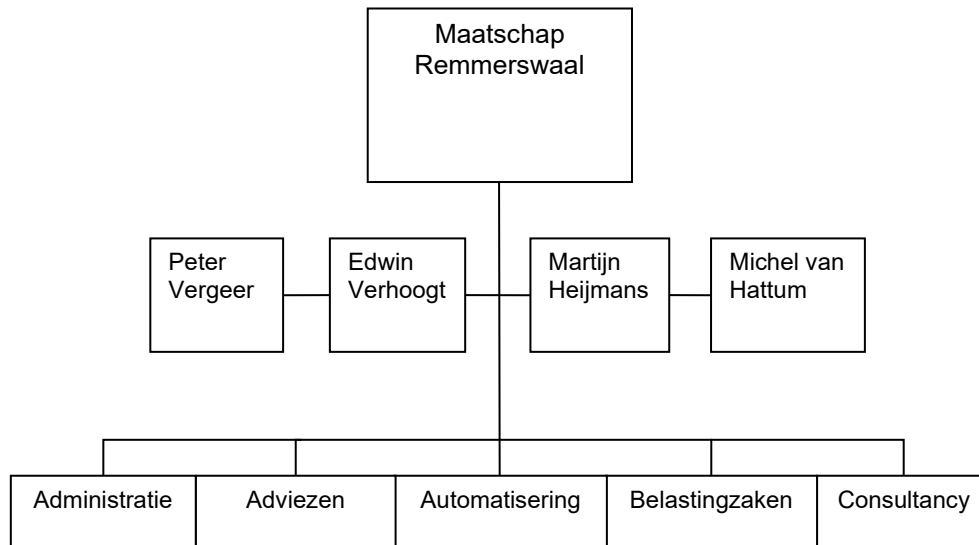 Maatschap
Remmerswaal
Peter
Vergeer
Edwin
Verhoogt
Martijn
Heijmans
Michel van
Hattum
Administratie
Adviezen
Automatisering
Belastingzaken
Consultancy